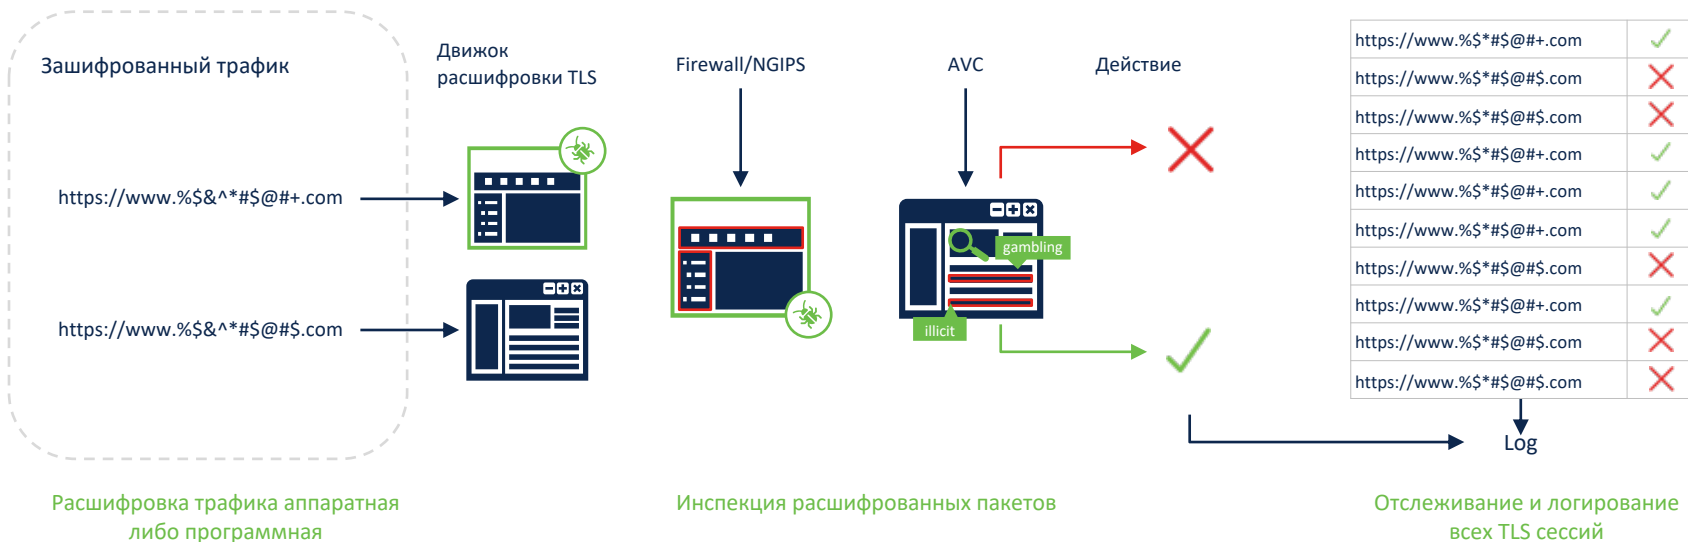 Зашифрованный трафик
https://www.%$&^*#$@#+.com
https://www.%$&^*#$@#$.com
Движок
расшифровки TLS
Firewall/NGIPS
AVC
Действие
gambling
illicit
https://www.%$*#$@#+.com
https://www.%$*#$@#$.com
https://www.%$*#$@#$.com
https://www.%$*#$@#+.com
https://www.%$*#$@#+.com
https://www.%$*#$@#+.com
https://www.%$*#$@#$.com
https://www.%$*#$@#+.com
https://www.%$*#$@#$.com
https://www.%$*#$@#$.com
Log
Расшифровка трафика аппаратная
либо программная
Инспекция расшифрованных пакетов
Отслеживание и логирование
всех TLS сессий